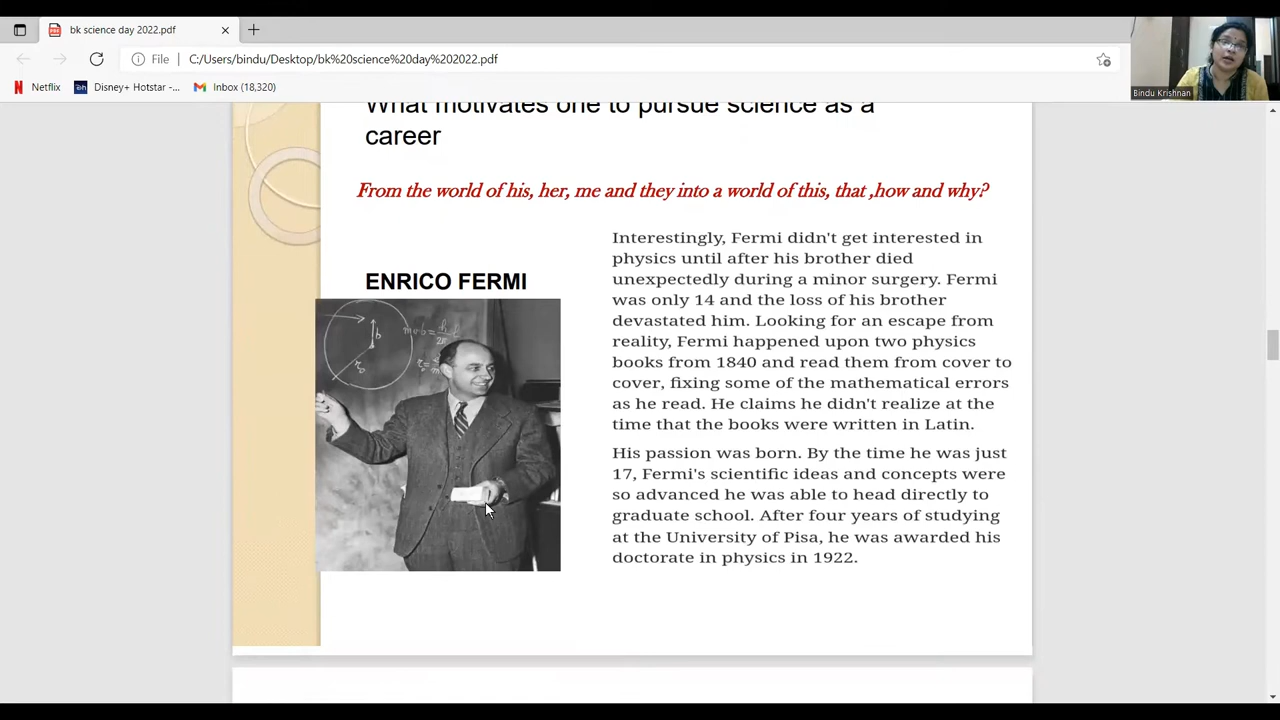 bk science day 2022.pdf
File
C:/Users/bindu/Desktop/bk%20science%20day%202022.pdf
Netflix
Disney+ Hotstar -...
Inbox (18,320)
Bindu Krishnan
What motivates one to pursue science as a
career
From the world of his, her, me and they into a world of this, that ,how and why?
ENRICO FERMI
Interestingly, Fermi didn't get interested in
physics until after his brother died
unexpectedly during a minor surgery. Fermi
was only 14 and the loss of his brother
devastated him. Looking for an escape from
reality, Fermi happened upon two physics
books from 1840 and read them from cover to
cover, fixing some of the mathematical errors
as he read. He claims he didn't realize at the
time that the books were written in Latin.
His passion was born. By the time he was just
17, Fermi's scientific ideas and concepts were
so advanced he was able to head directly to
graduate school. After four years of studying
at the University of Pisa, he was awarded his
doctorate in physics in 1922.